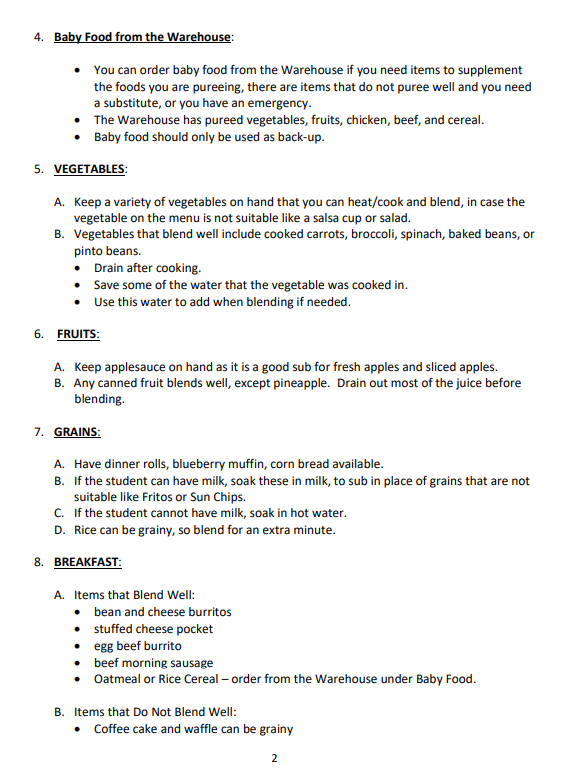 4. Baby Food from the Warehouse:
• You can order baby food from the Warehouse if you need items to supplement
the foods you are pureeing, there are items that do not puree well and you need
a substitute, or you have an emergency.
• The Warehouse has pureed vegetables, fruits, chicken, beef, and cereal.
• Baby food should only be used as back-up.
5. VEGETABLES:
A. Keep a variety of vegetables on hand that you can heat/cook and blend, in case the
vegetable on the menu is not suitable like a salsa cup or salad.
B. Vegetables that blend well include cooked carrots, broccoli, spinach, baked beans, or
pinto beans.
• Drain after cooking.
• Save some of the water that the vegetable was cooked in.
• Use this water to add when blending if needed.
6. FRUITS:
A. Keep applesauce on hand as it is a good sub for fresh apples and sliced apples.
B. Any canned fruit blends well, except pineapple. Drain out most of the juice before
blending.
7. GRAINS:
A. Have dinner rolls, blueberry muffin, corn bread available.
B. If the student can have milk, soak these in milk, to sub in place of grains that are not
suitable like Fritos or Sun Chips.
C. If the student cannot have milk, soak in hot water.
D. Rice can be grainy, so blend for an extra minute.
8. BREAKFAST:
A. Items that Blend Well:
• bean and cheese burritos
• stuffed cheese pocket
• egg beef burrito
• beef morning sausage
• Oatmeal or Rice Cereal – order from the Warehouse under Baby Food.
B. Items that Do Not Blend Well:
• Coffee cake and waffle can be grainy
2